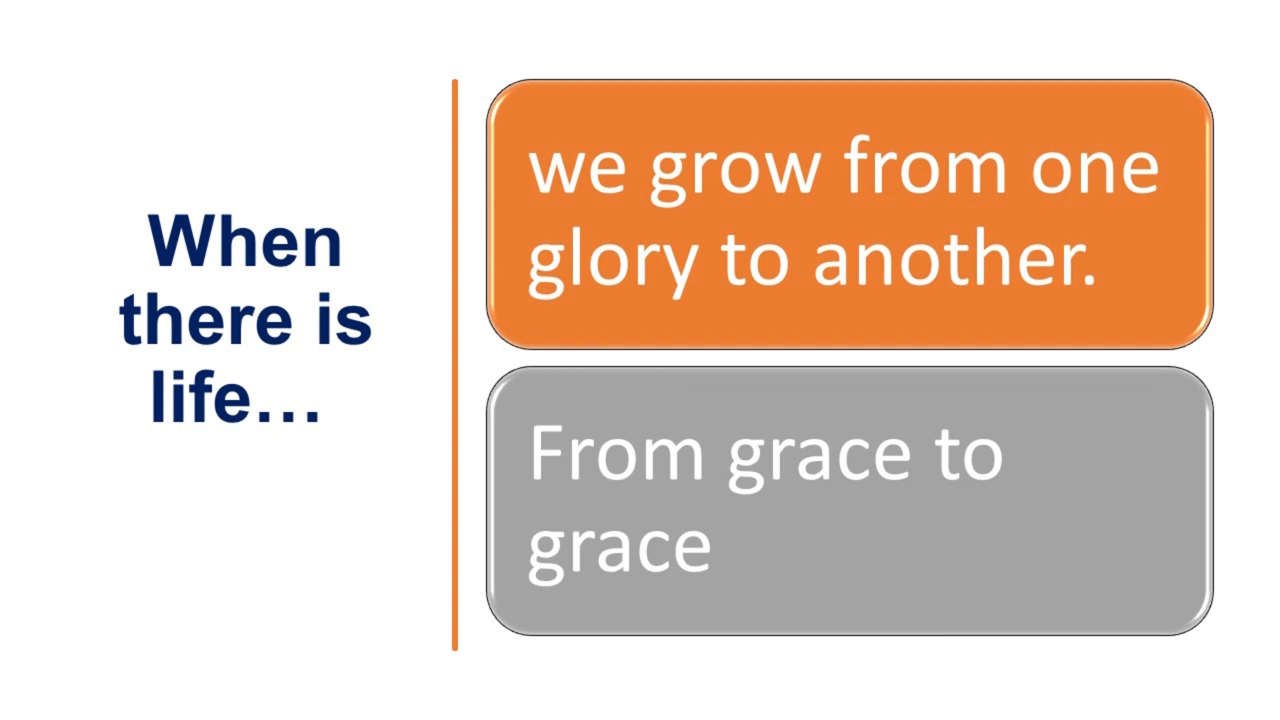 When
there is
life…
we grow from one
glory to another.
From grace to
grace